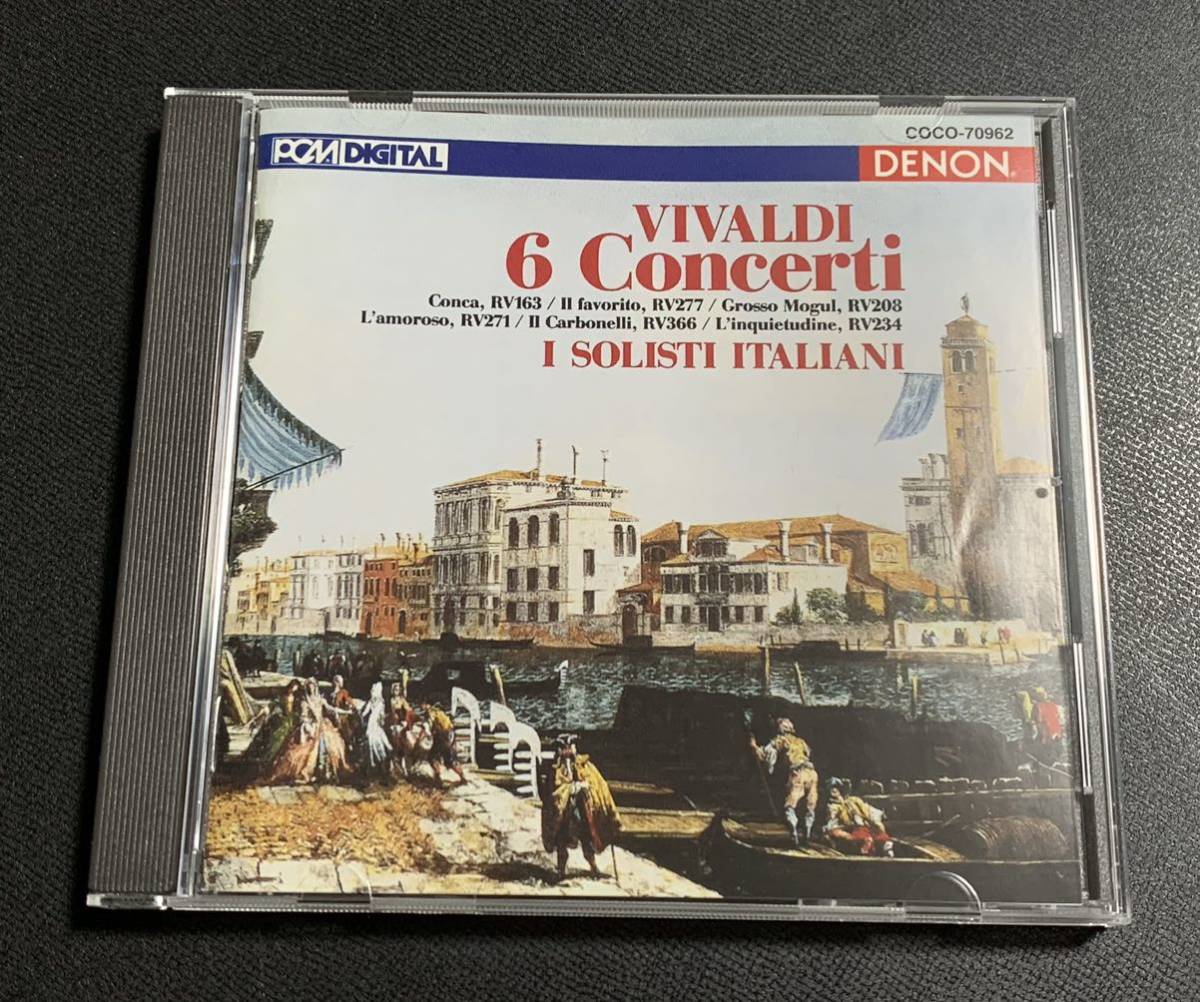 COCO-70962
PCM DIGITAL
DENON
VIVALDI
6 Concerti
Conca, RV163 / Il favorito, RV277 / Grosso Mogul, RV208
L'amoroso, RV271 / Il Carbonelli, RV366 / L'inquietudine, RV234
I SOLISTI ITALIANI